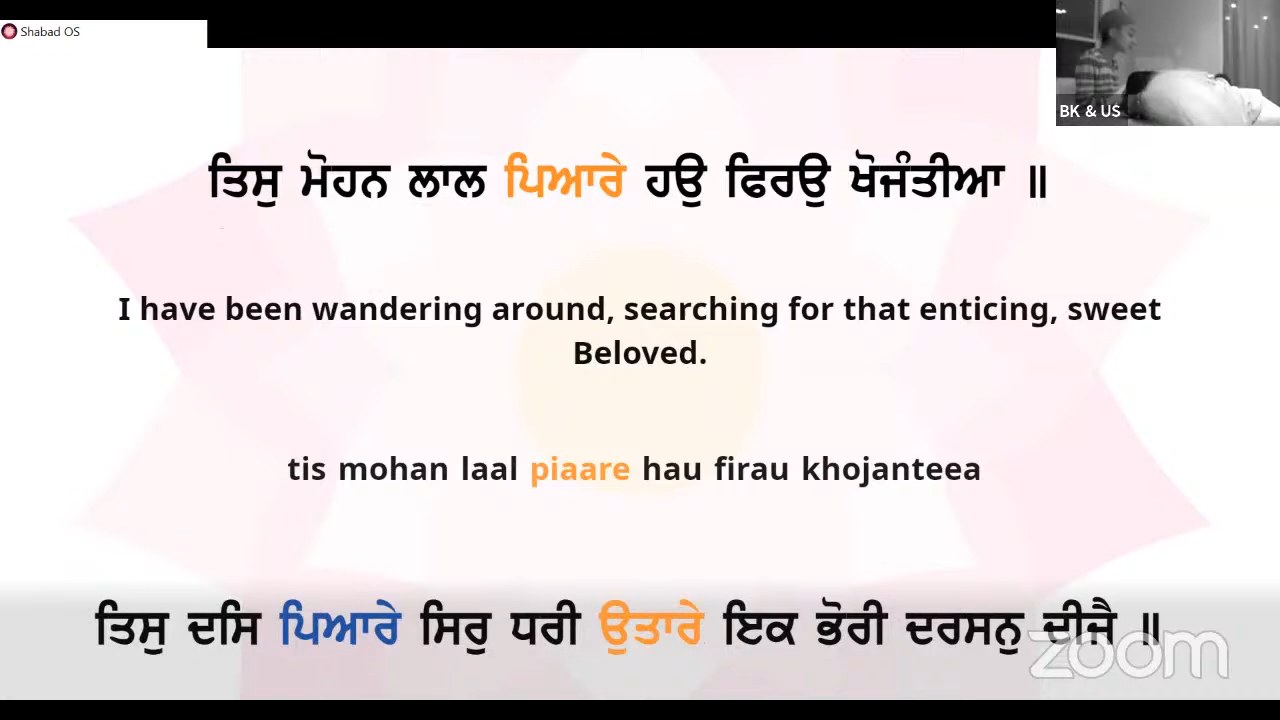 Shabad OS
BK & US
ਤਿਸੁ ਮੋਹਨ ਲਾਲ ਪਿਆਰੇ ਹਉ ਫਿਰਉ ਖੋਜੰਤੀਆ ॥
I have been wandering around, searching for that enticing, sweet
Beloved.
tis mohan laal piaare hau firau khojanteea
ਤਿਸੁ ਦਸਿ ਪਿਆਰੇ ਸਿਰੁ ਧਰੀ ਉਤਾਰੇ ਇਕ ਭੋਰੀ ਦਰਸਨੁ ਦੀਜੈ ॥
zoom